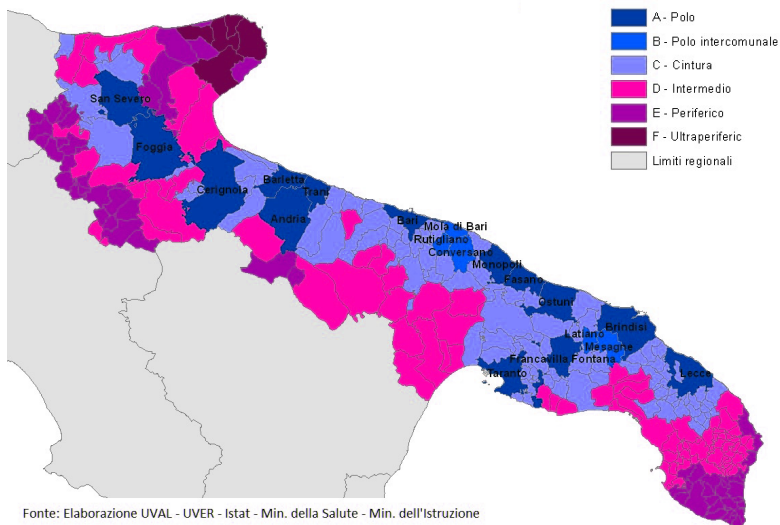 A - Polo
B - Polo intercomunale
C - Cintura
D - Intermedio
E - Periferico
F - Ultraperiferic
Limiti regionali
San Severo
Foggia
Cerignola
Barletta
Trani
Andria
Bari
Mola di Bari
Rutigliano
Conversano
Monopoli
Fasano
Ostuni
Latiano
Brindisi
Mesagne
Francavilla Fontana
Taranto
Lecce
Fonte: Elaborazione UVAL - UVER - Istat - Min. della Salute - Min. dell'Istruzione